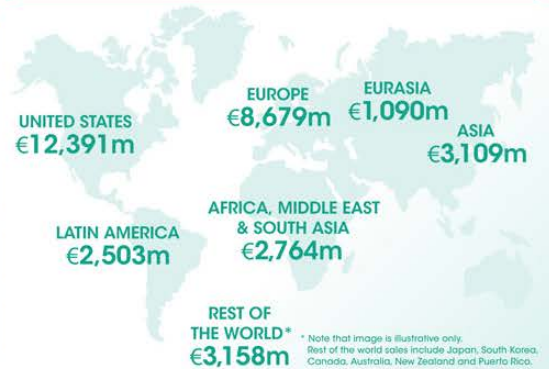 UNITED STATES
€12,391m
EUROPE
€8,679m
EURASIA
€1,090m
ASIA
€3,109m
LATIN AMERICA
€2,503m
AFRICA, MIDDLE EAST
& SOUTH ASIA
€2,764m
REST OF
THE WORLD*
€3,158m
* Note that image is illustrative only.
Rest of the world sales include Japan, South Korea,
Canada, Australia, New Zealand and Puerto Rico.